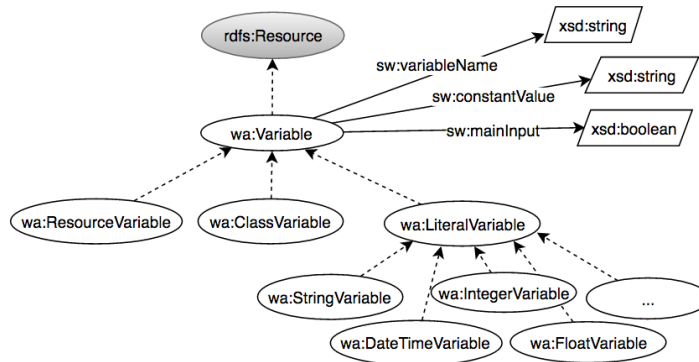 rdfs:Resource
xsd:string
sw:variableName
xsd:string
sw:constantValue
wa:Variable
sw:mainInput
xsd:boolean
wa:ResourceVariable
wa:ClassVariable
wa:LiteralVariable
wa:StringVariable
wa:IntegerVariable
...
wa:DateTimeVariable
wa:FloatVariable